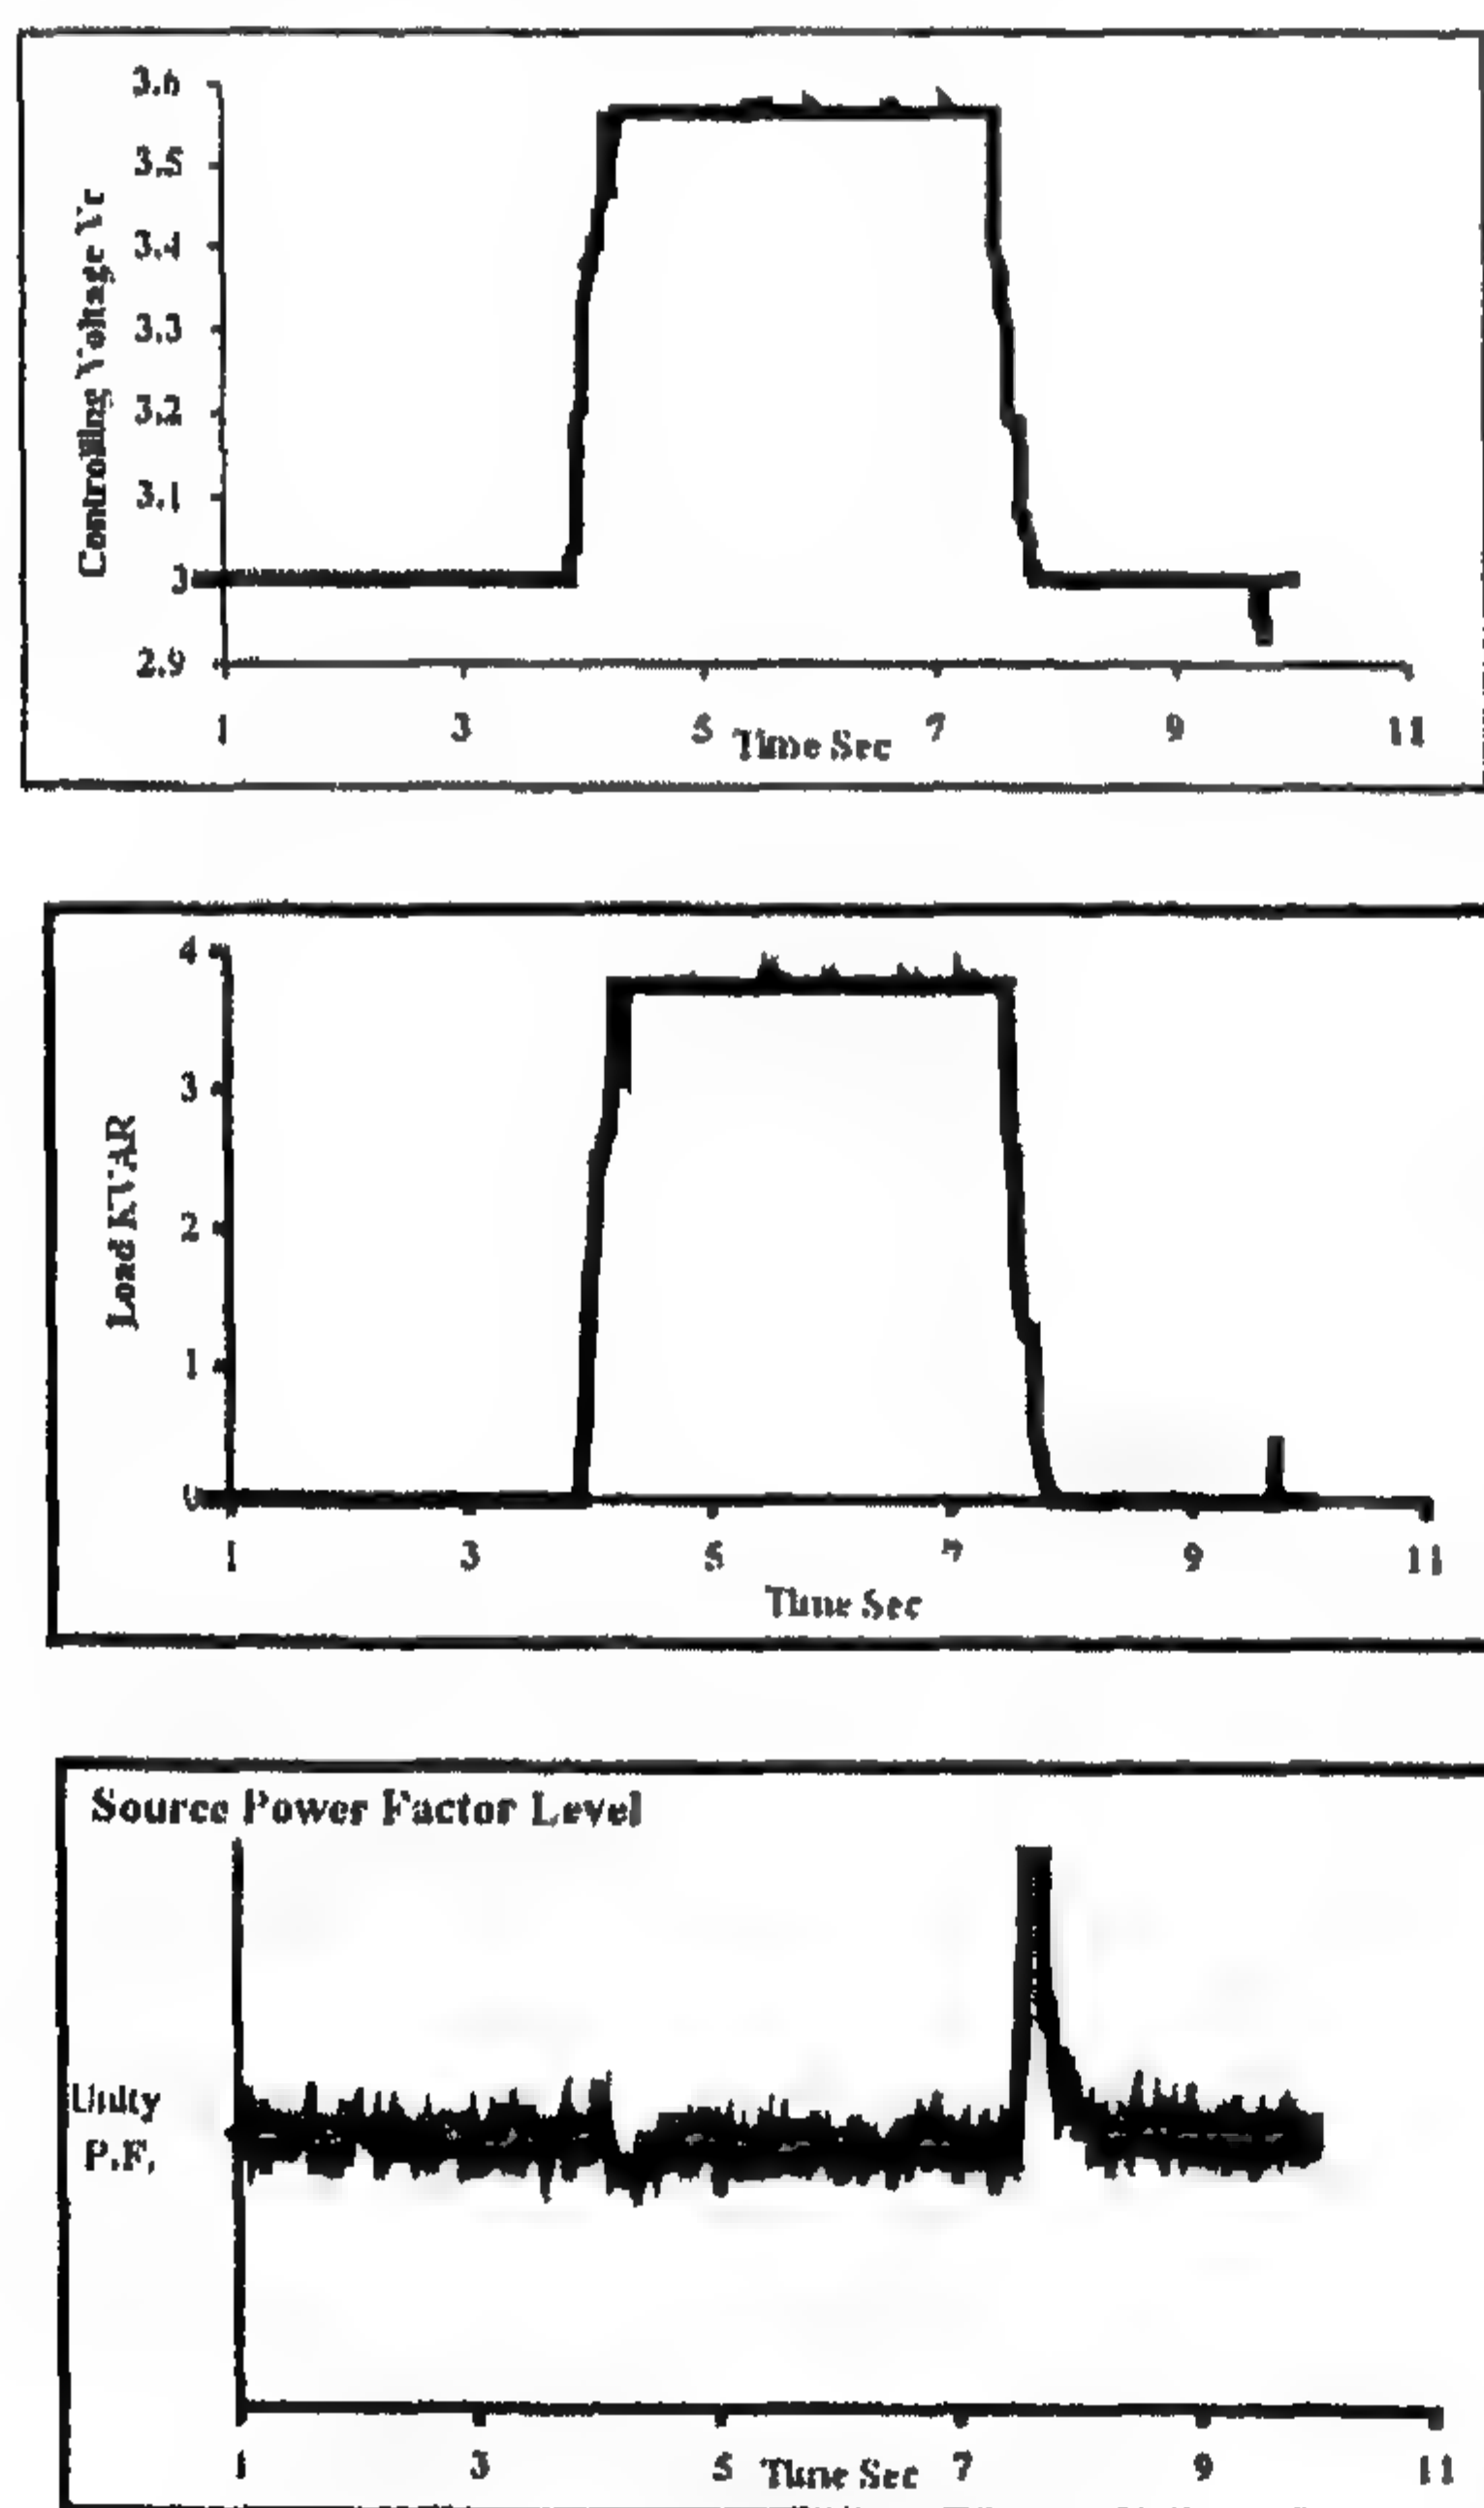 3.6
3.5
3.4
3.3
3.2
3.1
3
2.9
Controlling Voltage Vc
1 3 5 7 9 11
Time Sec
4
3
2
1
0
Load KVAR
1 3 5 7 9 11
Time Sec
Source Power Factor Level
Unity
P.F.
1 3 5 7 9 11
Time Sec